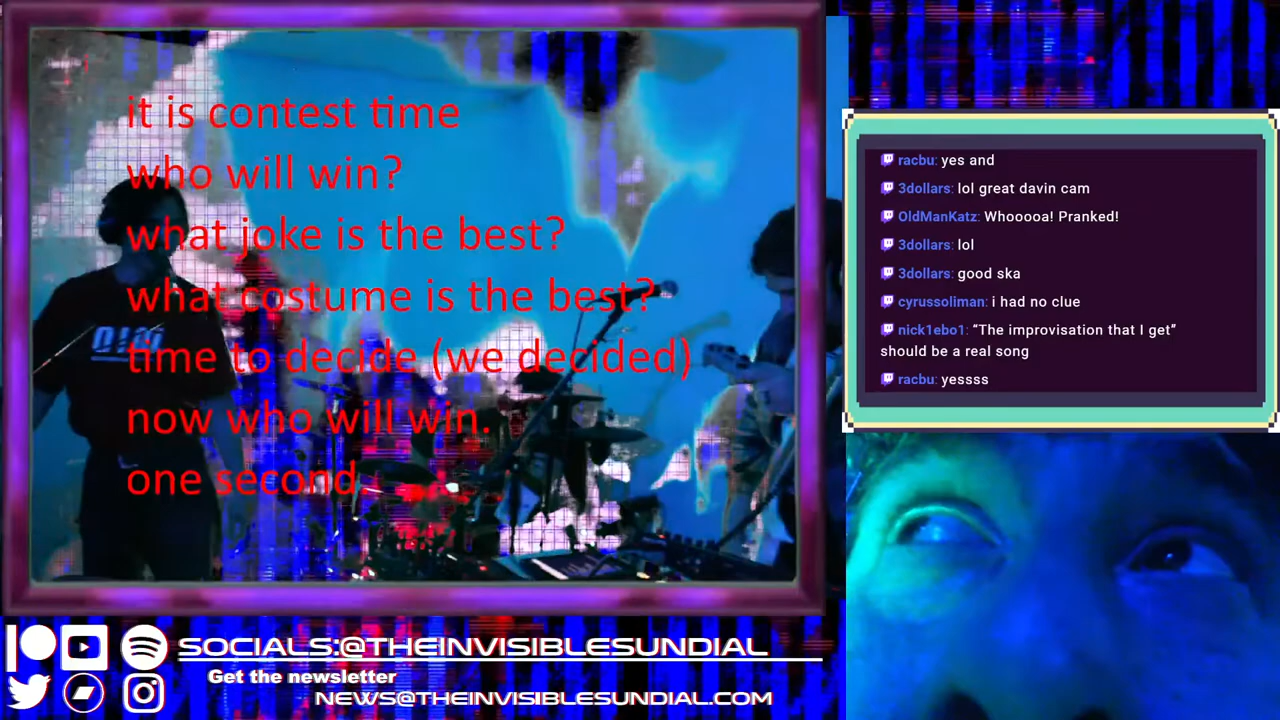 it is contest time
who will win?
what joke is the best?
what costume is the best?
time to decide (we decided)
now who will win.
one second
racbu: yes and
3dollars: lol great davin cam
OldManKatz: Whooooa! Pranked!
3dollars: lol
3dollars: good ska
cyrussoliman: i had no clue
nick1ebo1: “The improvisation that I get”
should be a real song
racbu: yessss
SOCIALS:@THEINVISIBLESUNDIAL
Get the newsletter
NEWS@THEINVISIBLESUNDIAL.COM